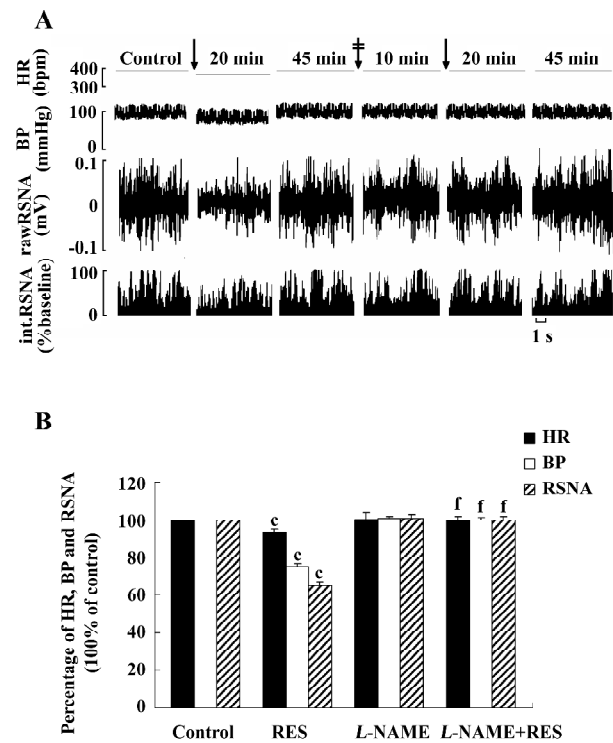 A
Control 20 min 45 min 10 min 20 min 45 min
HR
(bpm)
400
300
BP
(mmHg)
100
0
rawRSNA
(mV)
0.1
0
-0.1
int.RSNA
(%baseline)
100
0
1 s
B
HR
BP
RSNA
Percentage of HR, BP and RSNA
(100% of control)
120
100
80
60
40
20
0
c
c
c
f f f
Control RES L-NAME L-NAME+RES